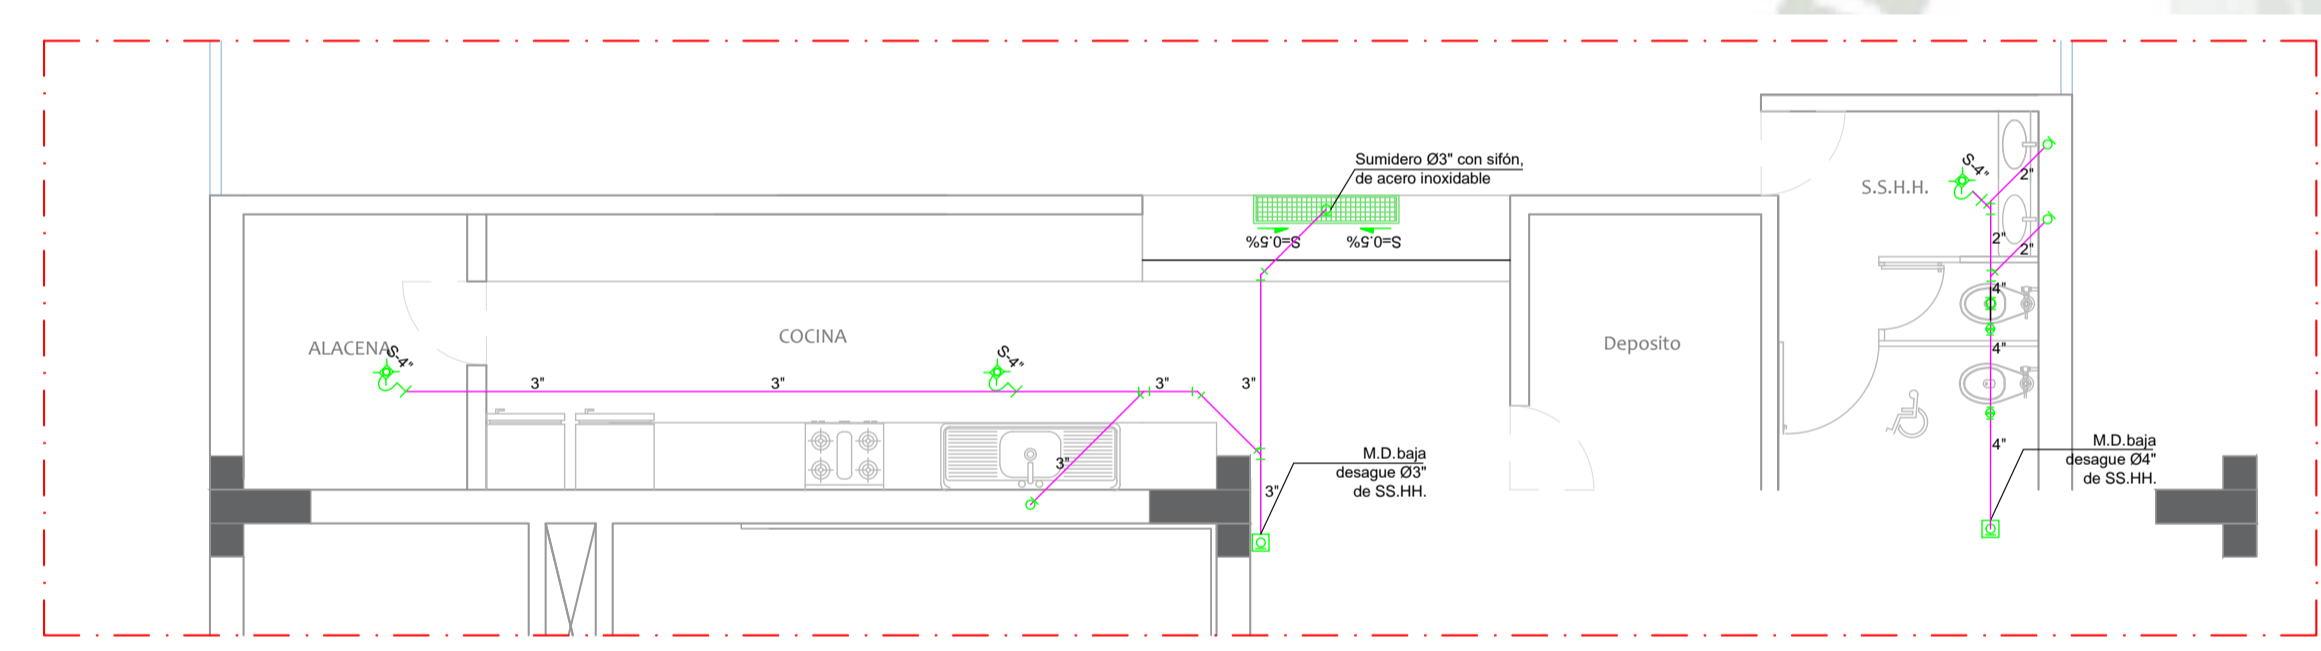 Sumidero Ø3" con sifón,
de acero inoxidable
S=0.5%
S=0.5%
S-4"
S.S.H.H.
2"
2"
2"
4"
4"
4"
ALACENA
S-4"
COCINA
S-4"
Deposito
3"
3"
3"
3"
3"
3"
M.D.baja
desague Ø3"
de SS.HH.
M.D.baja
desague Ø4"
de SS.HH.